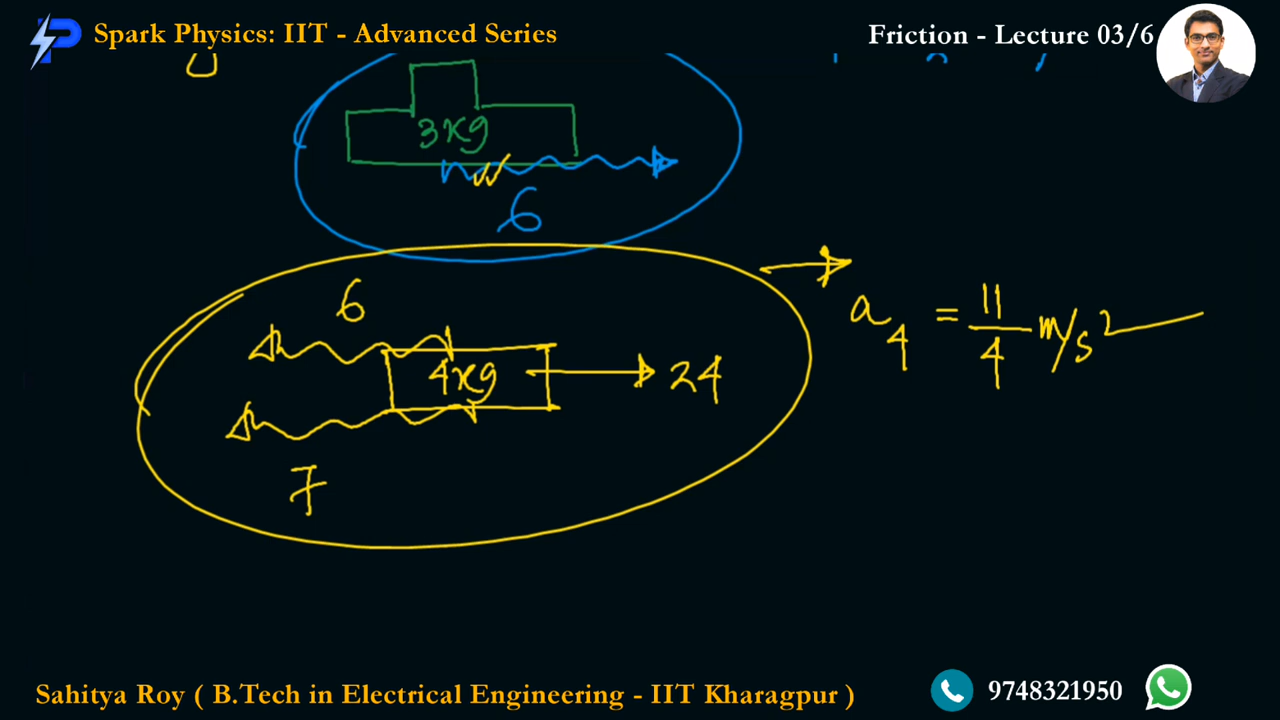 Spark Physics: IIT - Advanced Series
Friction - Lecture 03/6
3kg
6
6
4kg
24
7
a4 = 11/4 m/s2
Sahitya Roy ( B.Tech in Electrical Engineering - IIT Kharagpur )
9748321950